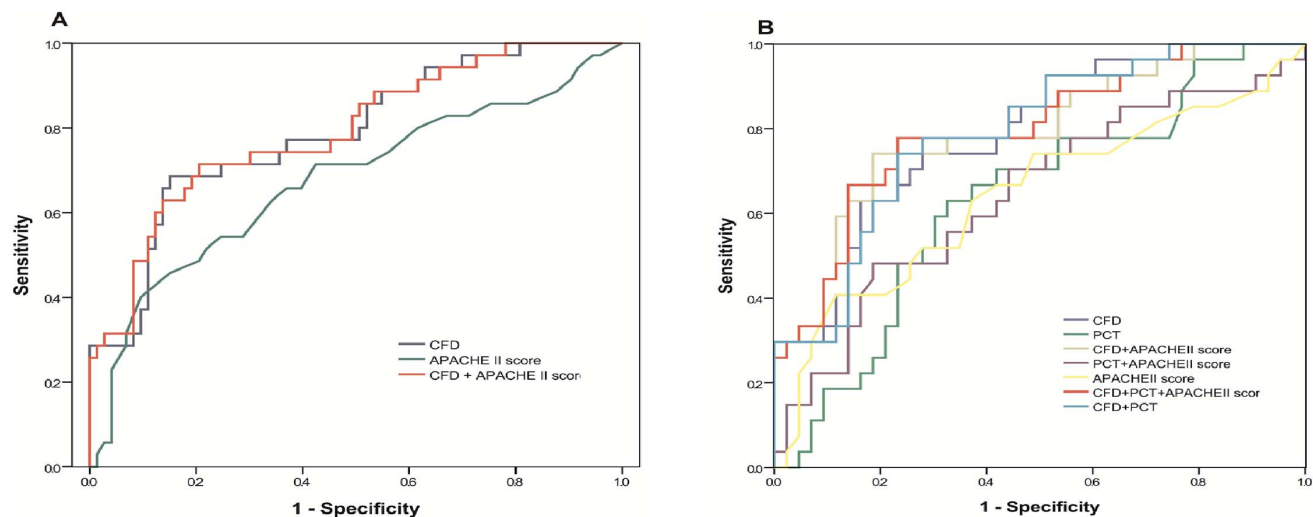 A
1.0
0.8
0.6
0.4
0.2
0.0
Sensitivity
CFD
APACHE II score
CFD + APACHE II scor
0.0 0.2 0.4 0.6 0.8 1.0
1 - Specificity
B
1.0
0.8
0.6
0.4
0.2
0.0
Sensitivity
CFD
PCT
CFD+APACHEII score
PCT+APACHEII score
APACHEII score
CFD+PCT+APACHEII scor
CFD+PCT
0.0 0.2 0.4 0.6 0.8 1.0
1 - Specificity